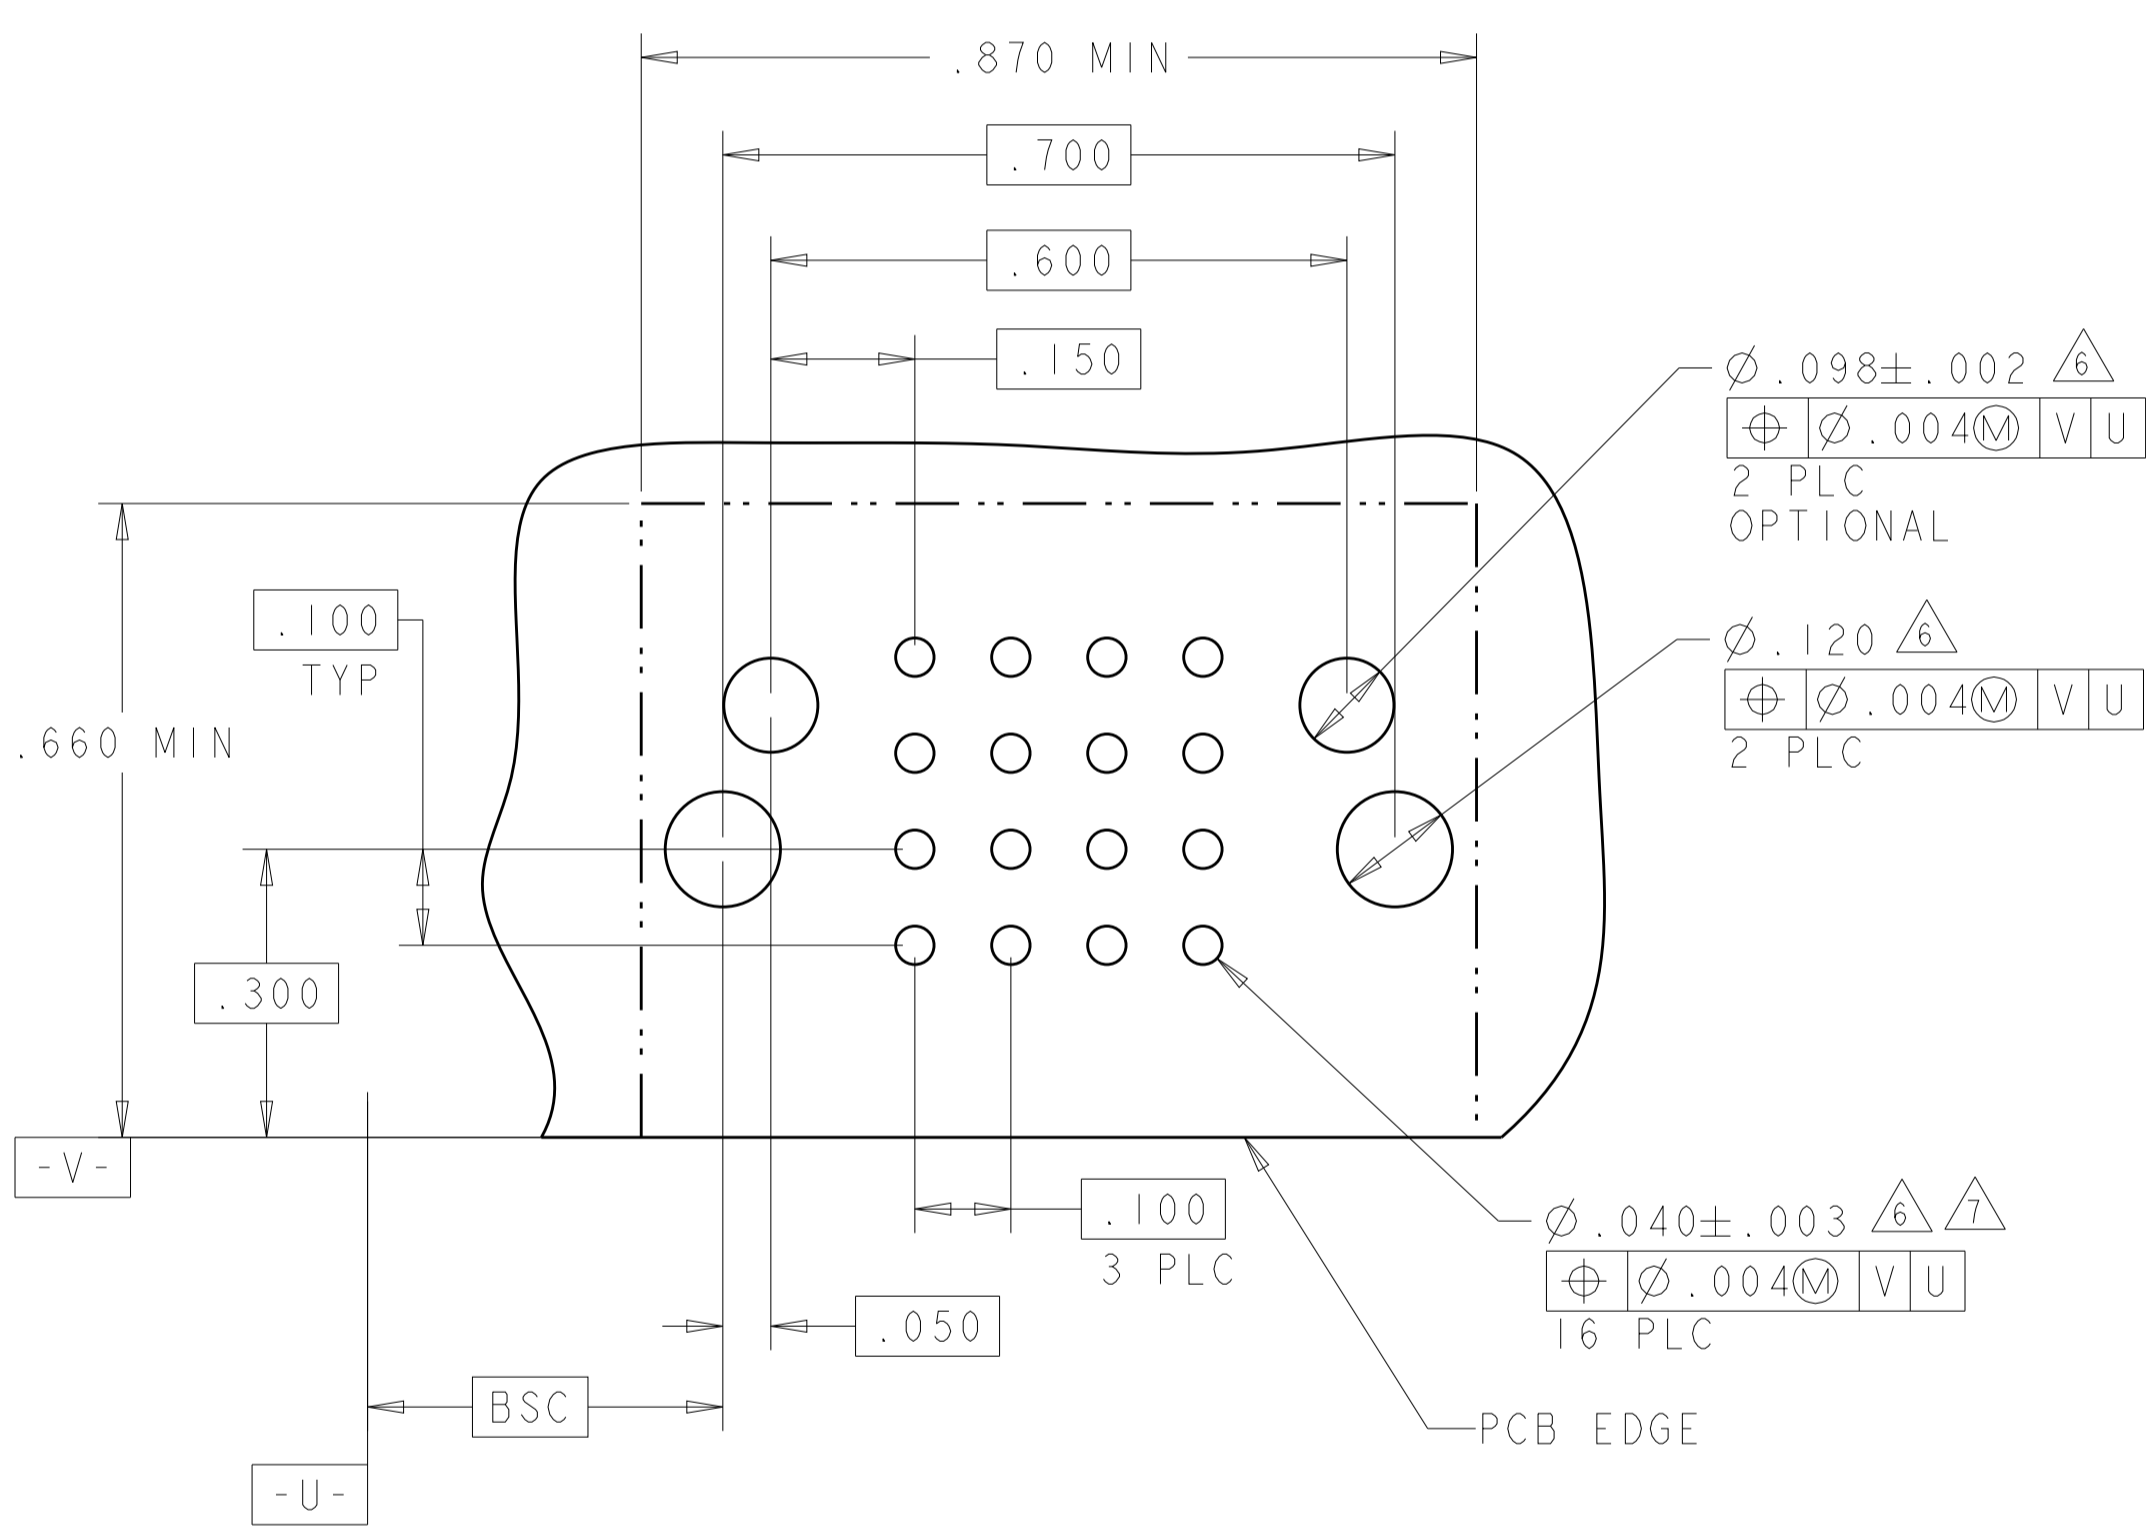 .870 MIN
.700
.600
.150
⌀.098±.002 6
⌖ ⌀.004Ⓜ V U
2 PLC
OPTIONAL
.100
TYP
⌀.120 6
⌖ ⌀.004Ⓜ V U
2 PLC
.660 MIN
.300
-V-
.100
3 PLC
⌀.040±.003 6 7
⌖ ⌀.004Ⓜ V U
16 PLC
.050
BSC
PCB EDGE
-U-